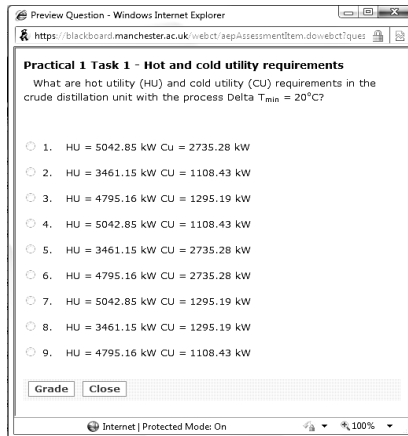 Preview Question - Windows Internet Explorer
https://blackboard.manchester.ac.uk/webct/aepAssessmentItem.dowebct?ques
Practical 1 Task 1 - Hot and cold utility requirements
What are hot utility (HU) and cold utility (CU) requirements in the
crude distillation unit with the process Delta Tmin = 20°C?
1. HU = 5042.85 kW Cu = 2735.28 kW
2. HU = 3461.15 kW CU = 1108.43 kW
3. HU = 4795.16 kW CU = 1295.19 kW
4. HU = 5042.85 kW CU = 1108.43 kW
5. HU = 3461.15 kW CU = 2735.28 kW
6. HU = 4795.16 kW CU = 2735.28 kW
7. HU = 5042.85 kW CU = 1295.19 kW
8. HU = 3461.15 kW CU = 1295.19 kW
9. HU = 4795.16 kW CU = 1108.43 kW
Grade Close
Internet | Protected Mode: On 100%